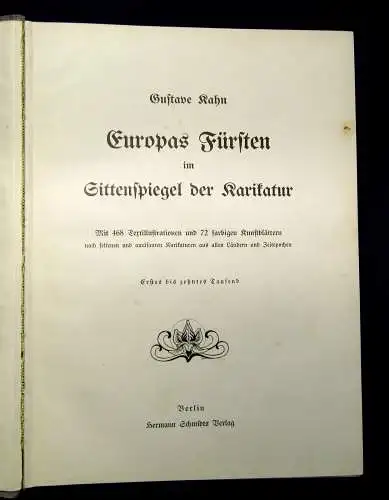 Gustave Kahn
Europas Fürsten
im
Sittenspiegel der Karikatur
Mit 468 Textillustrationen und 72 farbigen Kunstblättern
nach seltenen und amüsanten Karikaturen aus allen Ländern und Zeitepochen
Erstes bis zehntes Tausend
Berlin
Hermann Schmidts Verlag